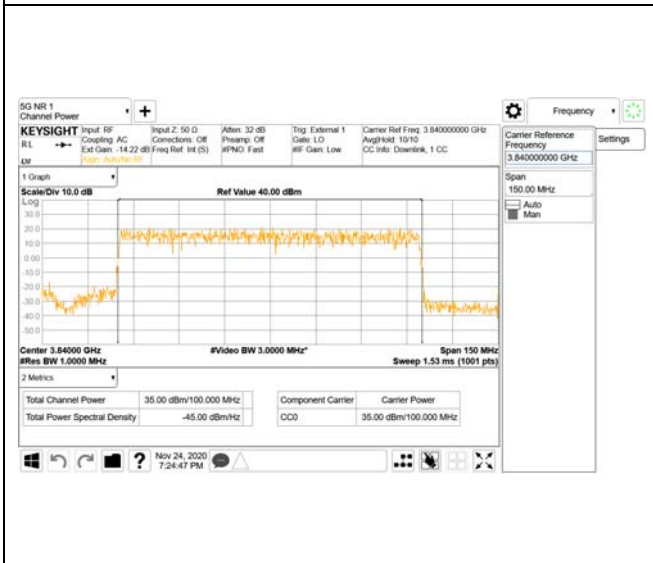 5G NR 1
Channel Power
+
Frequency
KEYSIGHT
RL
Input: RF
Coupling: AC
Ext Gain: -14.22 dB
Align: Auto/No RF
Input Z: 50 Ω
Corrections: Off
Freq Ref: Int (S)
Atten: 32 dB
Preamp: Off
#PNO: Fast
Trig: External 1
Gate: LO
#IF Gain: Low
Carrier Ref Freq: 3.840000000 GHz
Avg|Hold: 10/10
CC Info: Downlink, 1 CC
Carrier Reference
Frequency
3.840000000 GHz
Settings
Span
150.00 MHz
Auto
Man
1 Graph
Scale/Div 10.0 dB
Ref Value 40.00 dBm
Log
30.0
20.0
10.0
0.00
-10.0
-20.0
-30.0
-40.0
-50.0
Center 3.84000 GHz
#Video BW 3.0000 MHz*
Span 150 MHz
#Res BW 1.0000 MHz
Sweep 1.53 ms (1001 pts)
2 Metrics
Total Channel Power 35.00 dBm/100.000 MHz
Total Power Spectral Density -45.00 dBm/Hz
Component Carrier Carrier Power
CC0 35.00 dBm/100.000 MHz
?
Nov 24, 2020
7:24:47 PM